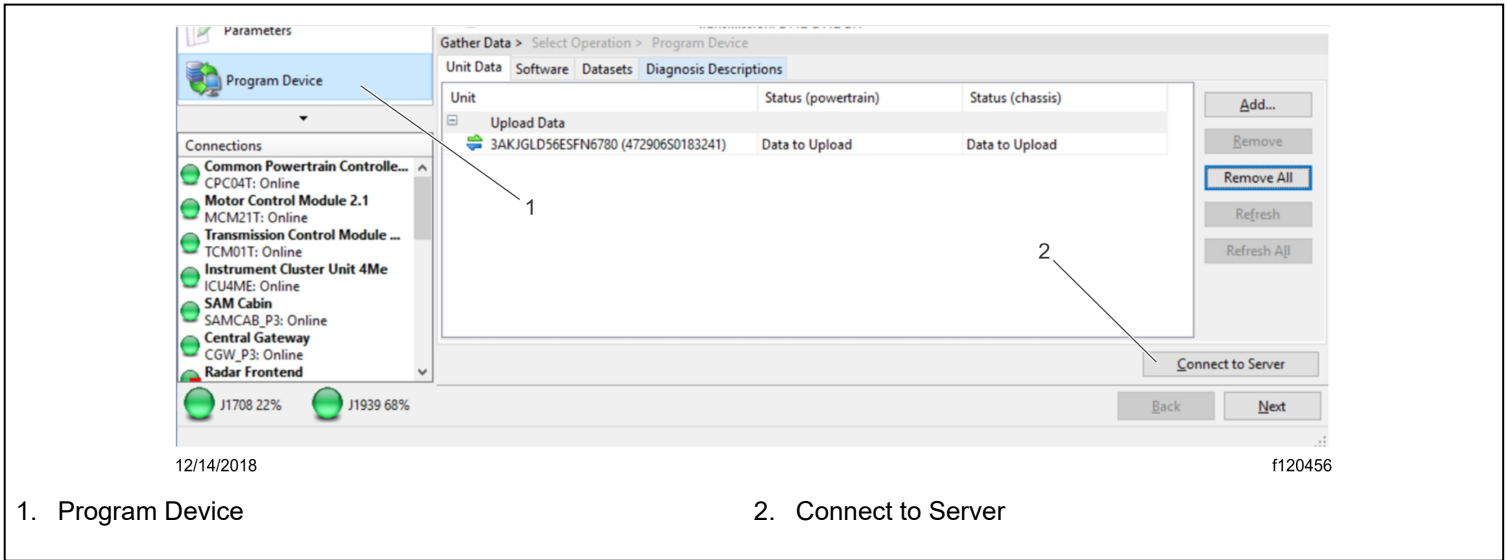 Parameters
Gather Data > Select Operation > Program Device
Program Device
Unit Data Software Datasets Diagnosis Descriptions
Unit Status (powertrain) Status (chassis)
Add...
Upload Data
3AKJGLD56ESFN6780 (472906S0183241) Data to Upload Data to Upload
Remove
Connections
Common Powertrain Controlle...
CPC04T: Online
Remove All
Motor Control Module 2.1
MCM21T: Online
1
Refresh
Transmission Control Module ...
TCM01T: Online
2
Refresh All
Instrument Cluster Unit 4Me
ICU4ME: Online
SAM Cabin
SAMCAB_P3: Online
Central Gateway
CGW_P3: Online
Connect to Server
Radar Frontend
J1708 22% J1939 68%
Back Next
12/14/2018 f120456
1. Program Device 2. Connect to Server